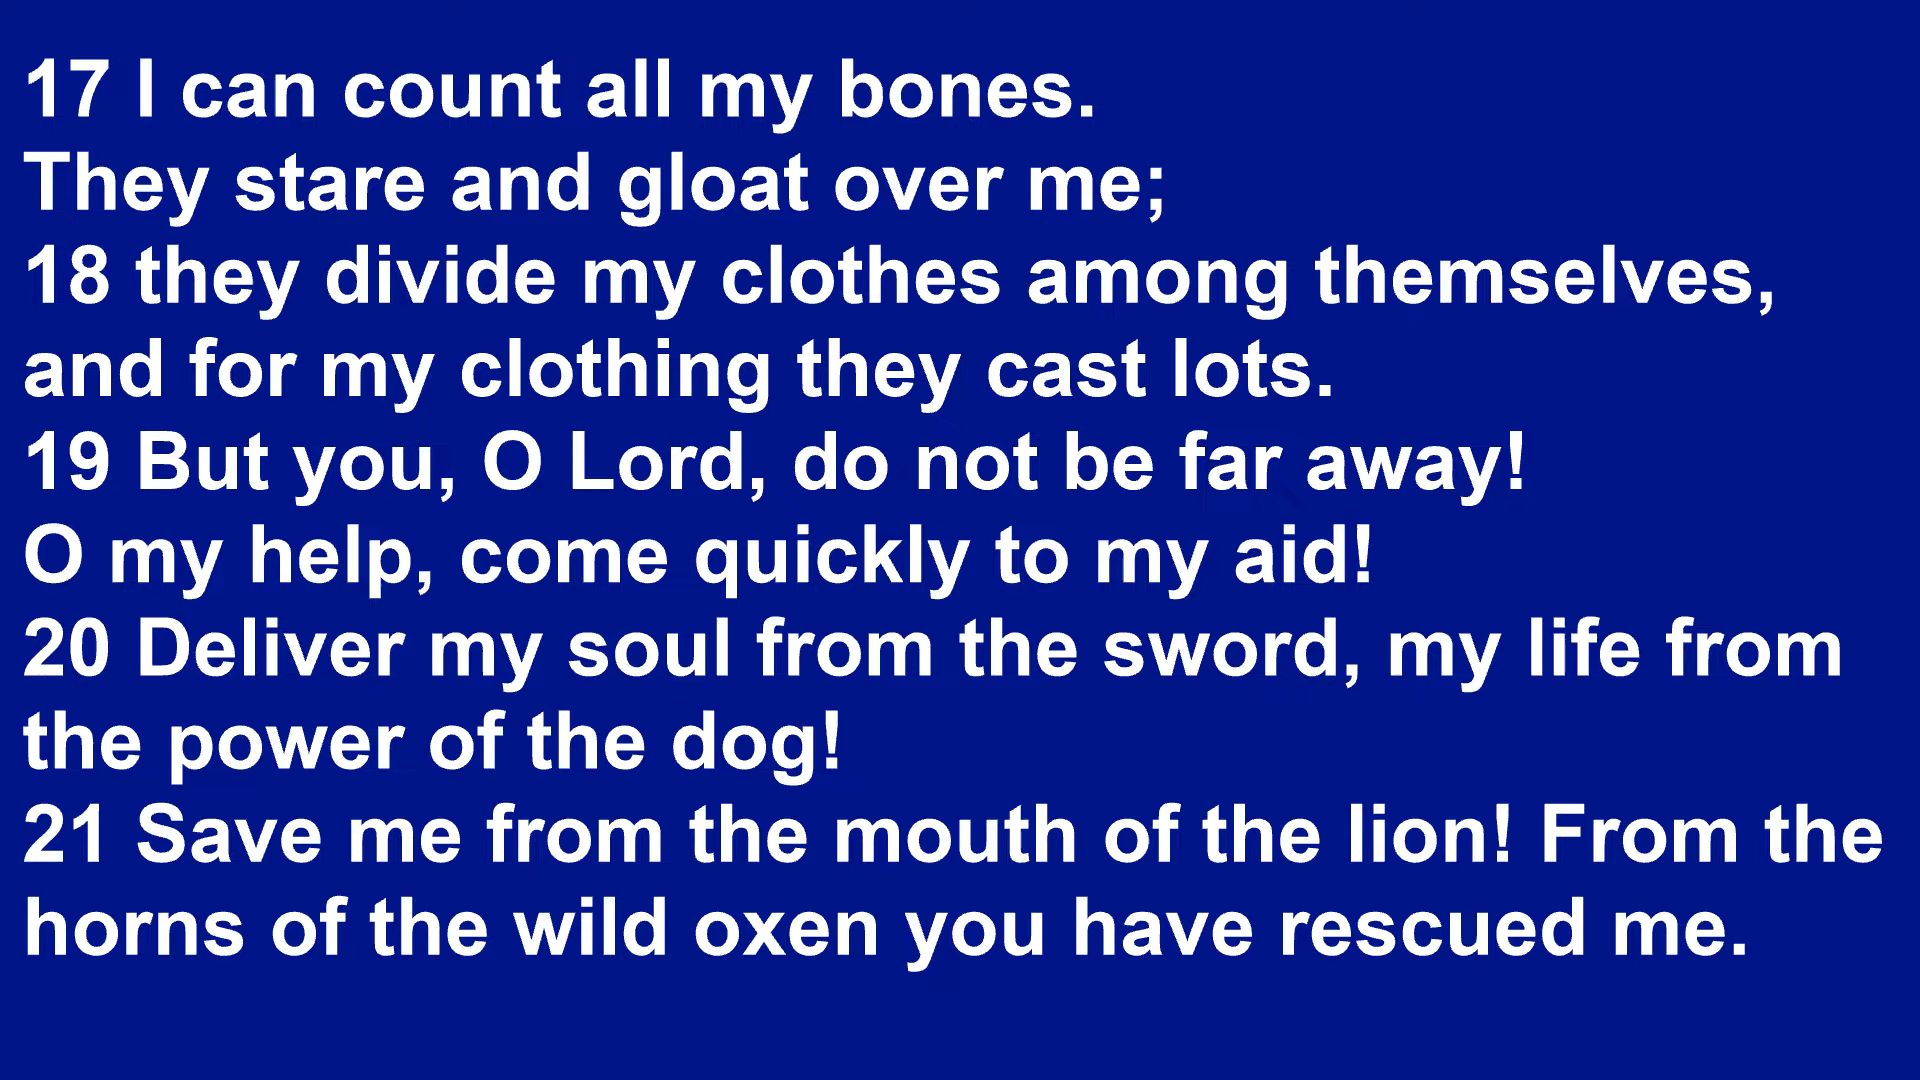 17 I can count all my bones.
They stare and gloat over me;
18 they divide my clothes among themselves,
and for my clothing they cast lots.
19 But you, O Lord, do not be far away!
O my help, come quickly to my aid!
20 Deliver my soul from the sword, my life from
the power of the dog!
21 Save me from the mouth of the lion! From the
horns of the wild oxen you have rescued me.